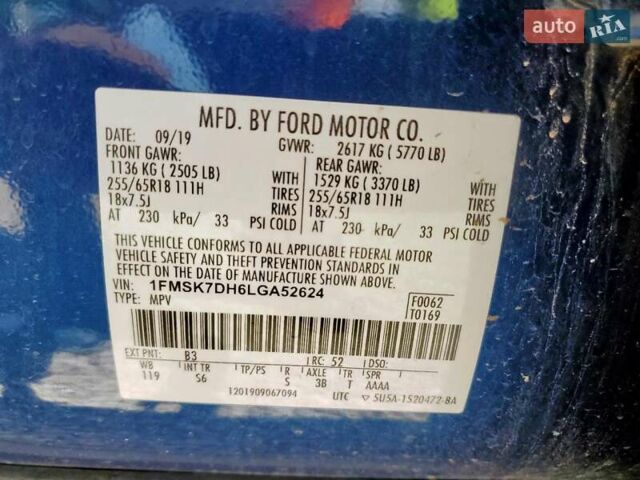 auto RIA.com
MFD. BY FORD MOTOR CO.
DATE: 09/19 GVWR: 2617 KG ( 5770 LB)
FRONT GAWR: REAR GAWR:
1136 KG ( 2505 LB) WITH 1529 KG ( 3370 LB) WITH
255/65R18 111H TIRES 255/65R18 111H TIRES
18x7.5J RIMS 18x7.5J RIMS
AT 230 kPa/ 33 PSI COLD AT 230 kPa/ 33 PSI COLD
THIS VEHICLE CONFORMS TO ALL APPLICABLE FEDERAL MOTOR
VEHICLE SAFETY AND THEFT PREVENTION STANDARDS IN
EFFECT ON THE DATE OF MANUFACTURE SHOWN ABOVE.
VIN: 1FMSK7DH6LGA52624 F0062
TYPE: MPV T0169
EXT PNT: B3 RC: 52 DSO:
WB INT TR TP/PS R AXLE TR SPR
119 S6 S 3B T AAAA
1201909067094 UTC ▽ 5U5A-1520472-BA